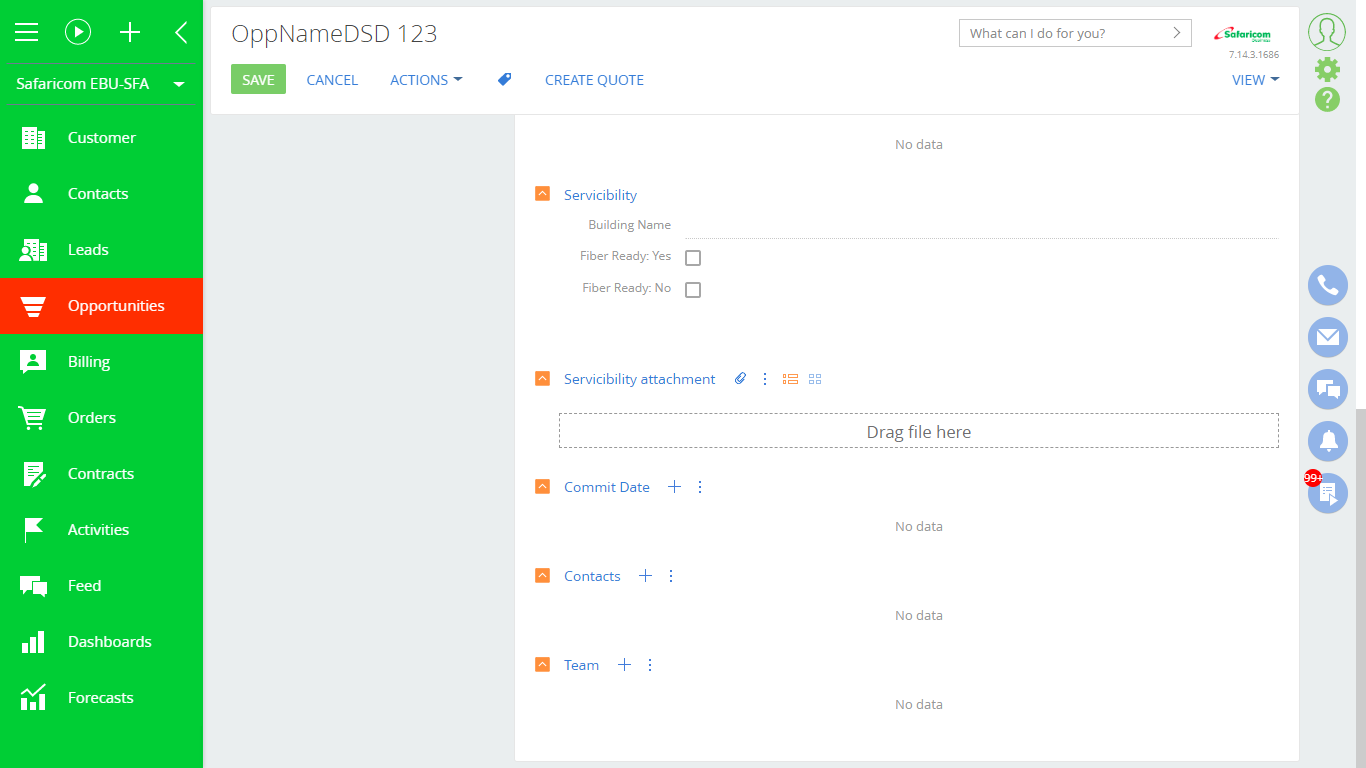 OppNameDSD 123
What can I do for you?
Safaricom
7.14.3.1686
SAVE
CANCEL
ACTIONS
CREATE QUOTE
VIEW
Safaricom EBU-SFA
Customer
Contacts
Leads
Opportunities
Billing
Orders
Contracts
Activities
Feed
Dashboards
Forecasts
No data
Servicibility
Building Name
Fiber Ready: Yes
Fiber Ready: No
Servicibility attachment
Drag file here
Commit Date
No data
Contacts
No data
Team
No data
99+